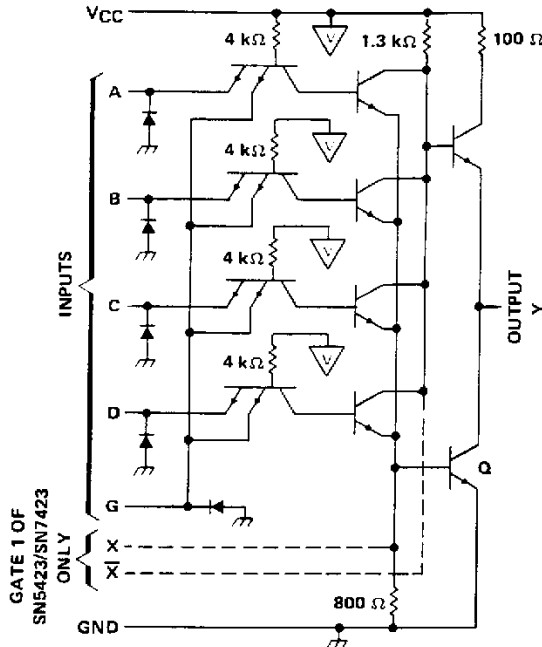 VCC
4 kΩ
V
1.3 kΩ
100 Ω
A
4 kΩ
V
B
4 kΩ
V
C
4 kΩ
V
D
INPUTS
OUTPUT
Y
Q
G
GATE 1 OF
SN5423/SN7423
ONLY
X
X̅
800 Ω
GND